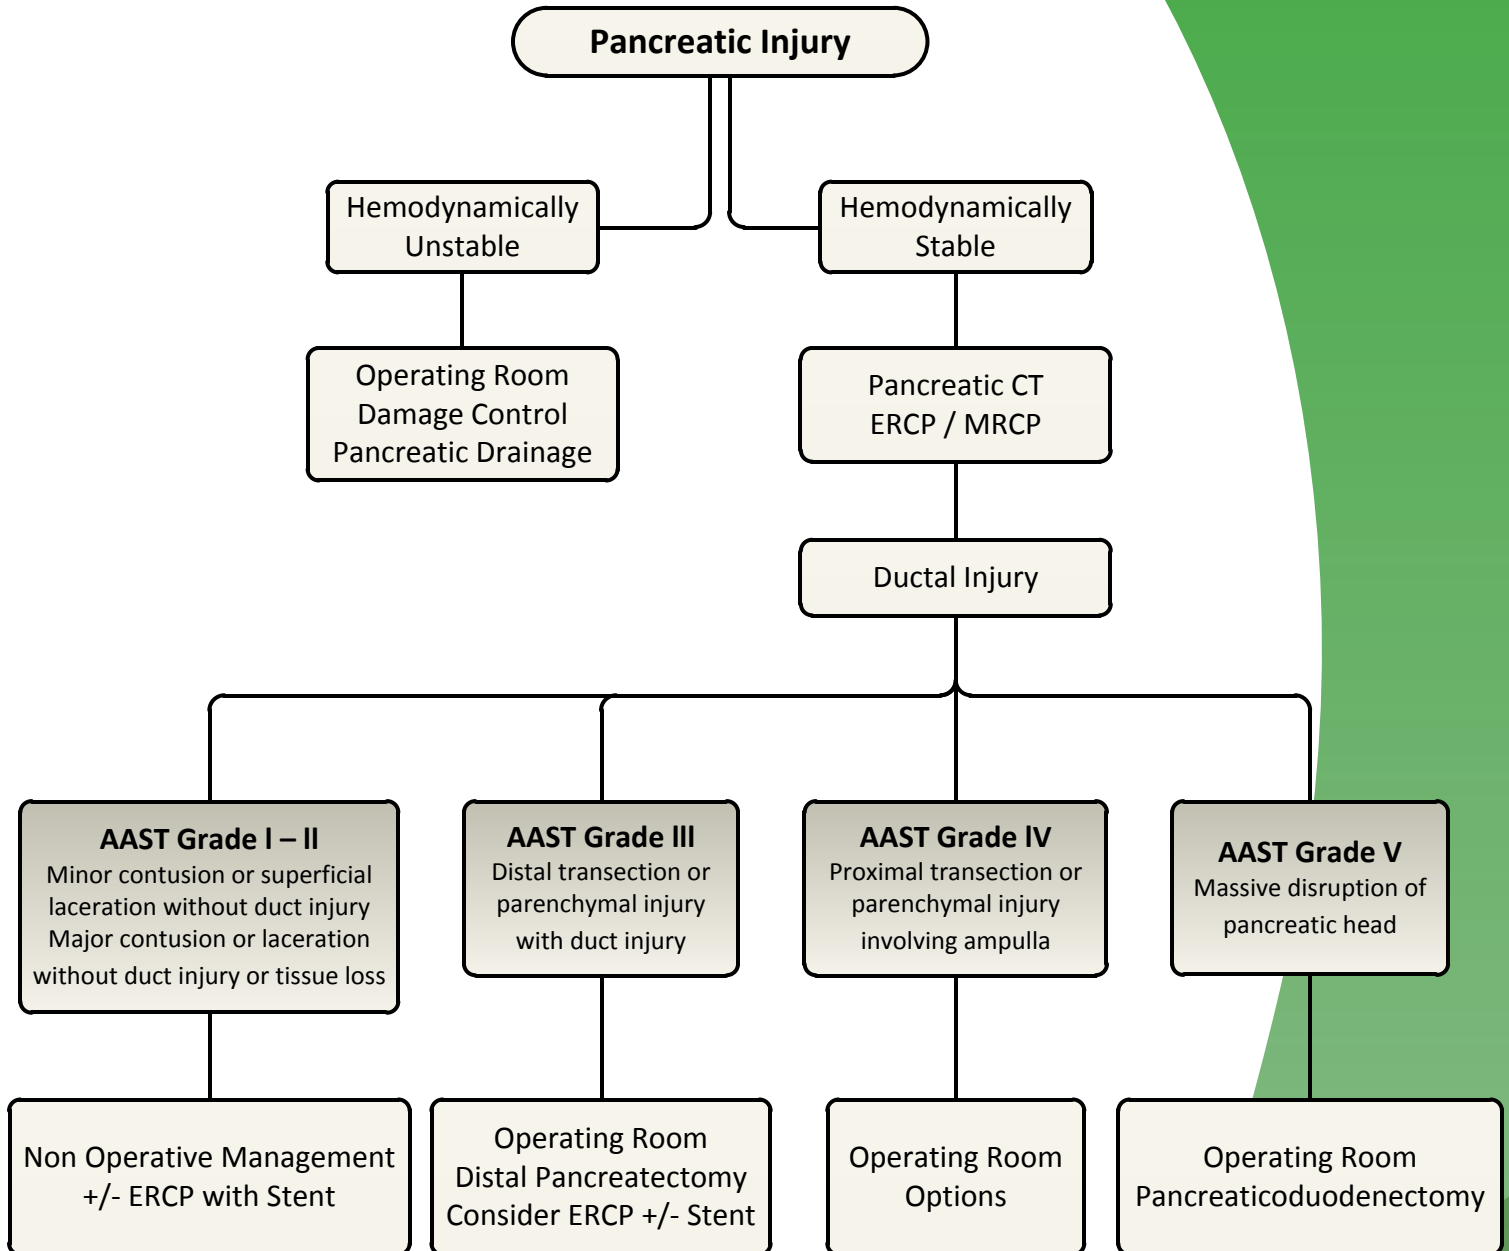 Pancreatic Injury
Hemodynamically
Unstable
Hemodynamically
Stable
Operating Room
Damage Control
Pancreatic Drainage
Pancreatic CT
ERCP / MRCP
Ductal Injury
AAST Grade l – ll
Minor contusion or superficial
laceration without duct injury
Major contusion or laceration
without duct injury or tissue loss
AAST Grade lll
Distal transection or
parenchymal injury
with duct injury
AAST Grade lV
Proximal transection or
parenchymal injury
involving ampulla
AAST Grade V
Massive disruption of
pancreatic head
Non Operative Management
+/- ERCP with Stent
Operating Room
Distal Pancreatectomy
Consider ERCP +/- Stent
Operating Room
Options
Operating Room
Pancreaticoduodenectomy